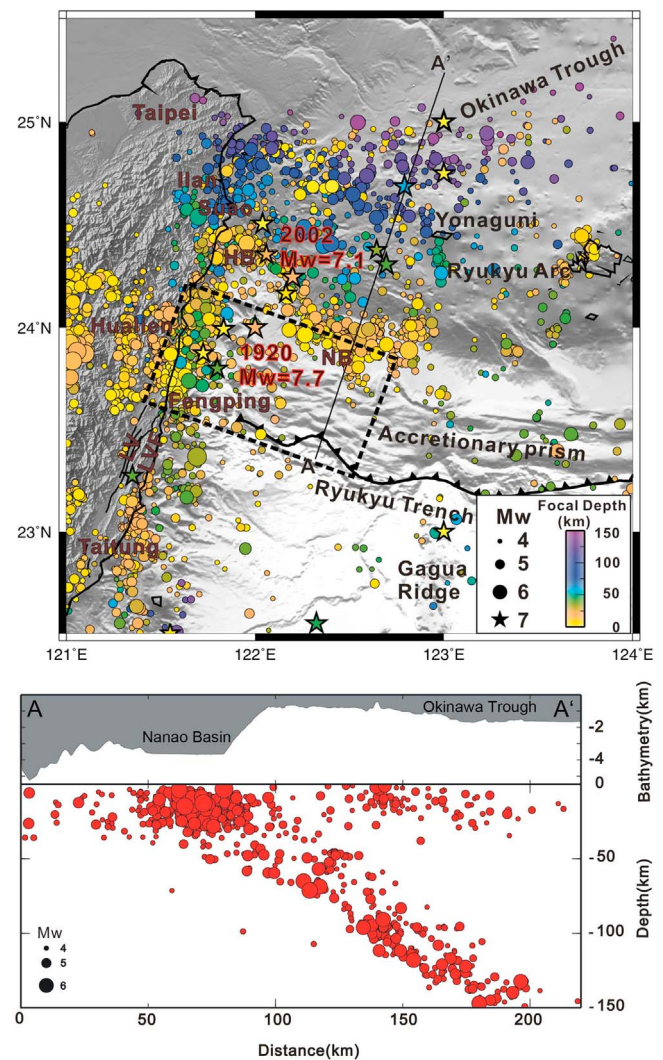 A'
Okinawa Trough
25°N
Taipei
Ilan
Suao
Yonaguni
2002
Mw=7.1
HB
Ryukyu Arc
24°N
Hualien
1920
Mw=7.7
NB
Fengping
Accretionary prism
LVF
A
Ryukyu Trench
23°N
Taitung
Gagua
Ridge
Mw
4
5
6
7
Focal Depth
(km)
150
100
50
0
121°E
122°E
123°E
124°E
A
A'
Okinawa Trough
Nanao Basin
-2
-4
0
Bathymetry(km)
-50
-100
-150
Depth(km)
Mw
4
5
6
0
50
100
150
200
Distance(km)